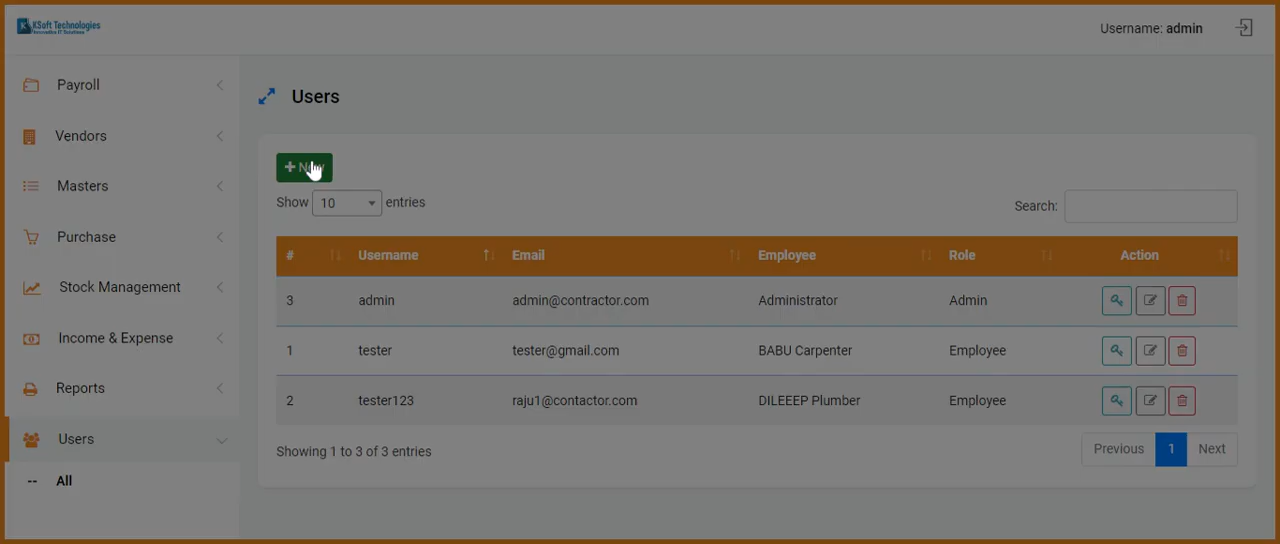 KSoft Technologies
Innovative IT Solutions
Username: admin
Payroll
Vendors
Masters
Purchase
Stock Management
Income & Expense
Reports
Users
-- All
Users
+ New
Show 10 entries
Search:
# Username Email Employee Role Action
3 admin admin@contractor.com Administrator Admin
1 tester tester@gmail.com BABU Carpenter Employee
2 tester123 raju1@contactor.com DILEEEP Plumber Employee
Showing 1 to 3 of 3 entries
Previous 1 Next